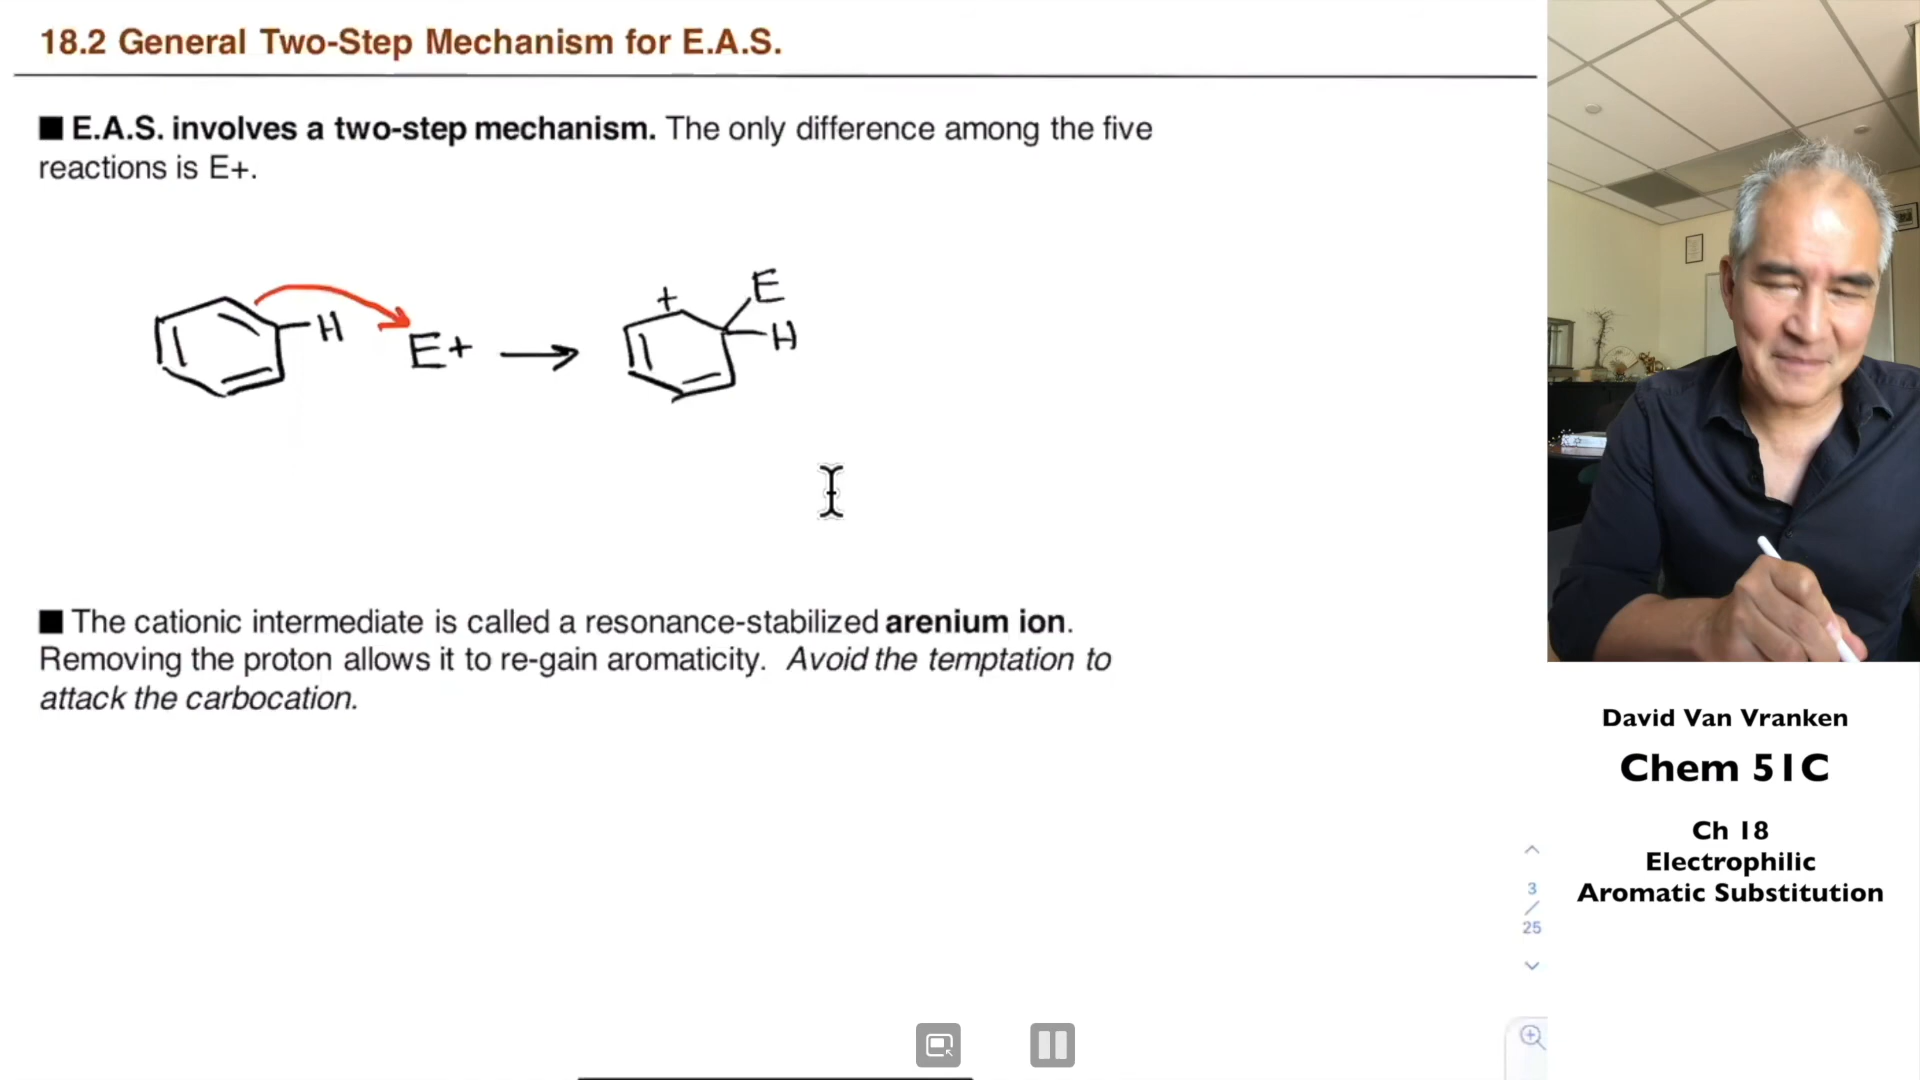 18.2 General Two-Step Mechanism for E.A.S.
■ E.A.S. involves a two-step mechanism. The only difference among the five
reactions is E+.
H
E+
+
E
H
■ The cationic intermediate is called a resonance-stabilized arenium ion.
Removing the proton allows it to re-gain aromaticity. Avoid the temptation to
attack the carbocation.
David Van Vranken
Chem 51C
Ch 18
Electrophilic
Aromatic Substitution
3
/
25